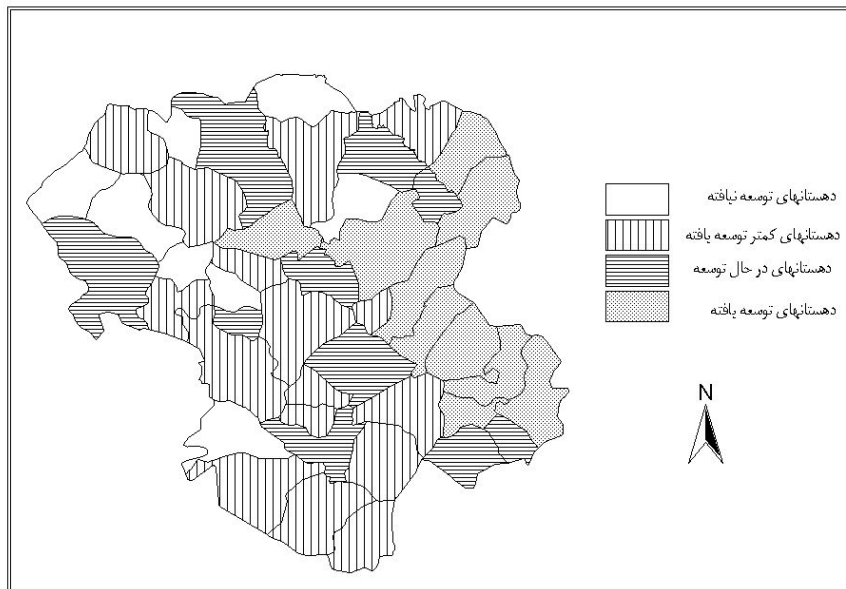 دهستانهای توسعه نیافته
دهستانهای کمتر توسعه یافته
دهستانهای در حال توسعه
دهستانهای توسعه یافته
N